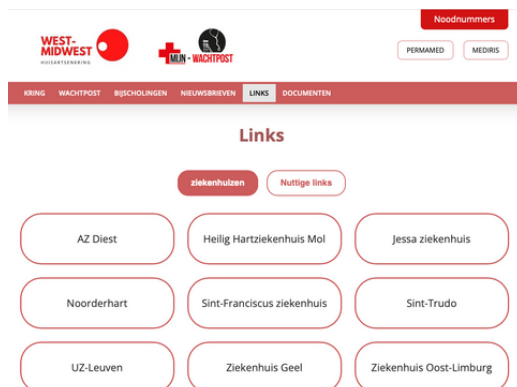 Noodnummers
WEST-
MIDWEST
HUISARTSENKRING
MIJN - WACHTPOST
PERMAMED
MEDIRIS
KRING WACHTPOST BIJSCHOLINGEN NIEUWSBRIEVEN LINKS DOCUMENTEN
Links
ziekenhuizen
Nuttige links
AZ Diest
Heilig Hartziekenhuis Mol
Jessa ziekenhuis
Noorderhart
Sint-Franciscus ziekenhuis
Sint-Trudo
UZ-Leuven
Ziekenhuis Geel
Ziekenhuis Oost-Limburg